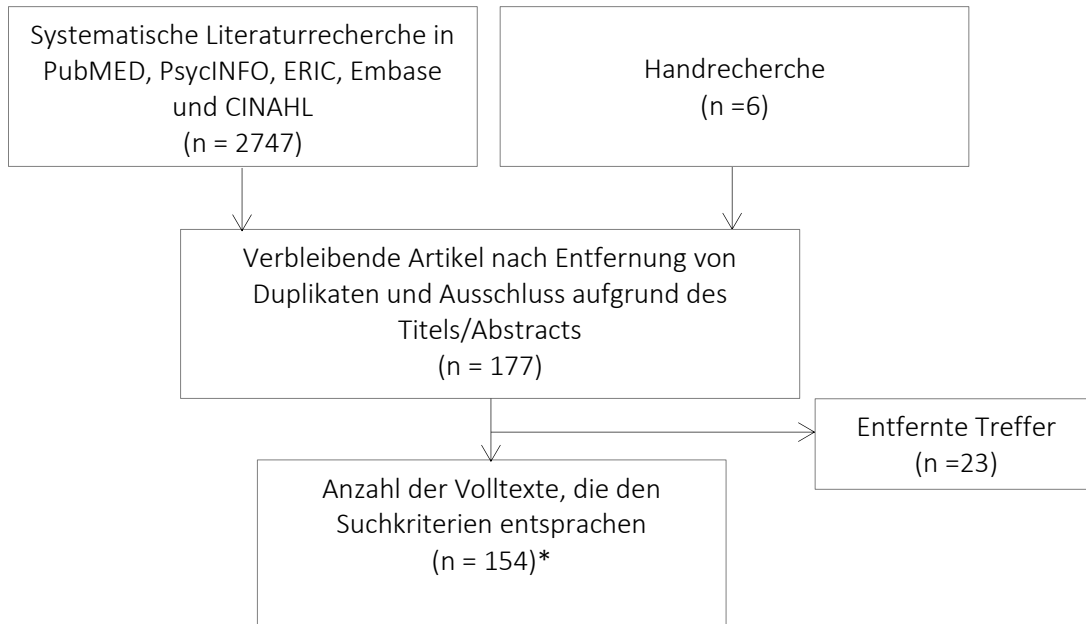 Systematische Literaturrecherche in
PubMED, PsycINFO, ERIC, Embase
und CINAHL
(n = 2747)
Handrecherche
(n =6)
Verbleibende Artikel nach Entfernung von
Duplikaten und Ausschluss aufgrund des
Titels/Abstracts
(n = 177)
Entfernte Treffer
(n =23)
Anzahl der Volltexte, die den
Suchkriterien entsprachen
(n = 154)*